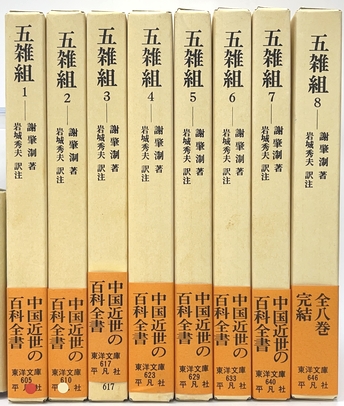 五雑組
1
謝肇淛 著
岩城秀夫 訳注
中国近世の
百科全書
東洋文庫
605
平凡社
五雑組
2
謝肇淛 著
岩城秀夫 訳注
中国近世の
百科全書
東洋文庫
610
平凡社
五雑組
3
謝肇淛 著
岩城秀夫 訳注
中国近世の
百科全書
東洋文庫
617
平凡社
617
五雑組
4
謝肇淛 著
岩城秀夫 訳注
中国近世の
百科全書
東洋文庫
623
平凡社
五雑組
5
謝肇淛 著
岩城秀夫 訳注
中国近世の
百科全書
東洋文庫
629
平凡社
五雑組
6
謝肇淛 著
岩城秀夫 訳注
中国近世の
百科全書
東洋文庫
633
平凡社
五雑組
7
謝肇淛 著
岩城秀夫 訳注
中国近世の
百科全書
東洋文庫
640
平凡社
五雑組
8
謝肇淛 著
岩城秀夫 訳注
全八巻
完結
東洋文庫
646
平凡社